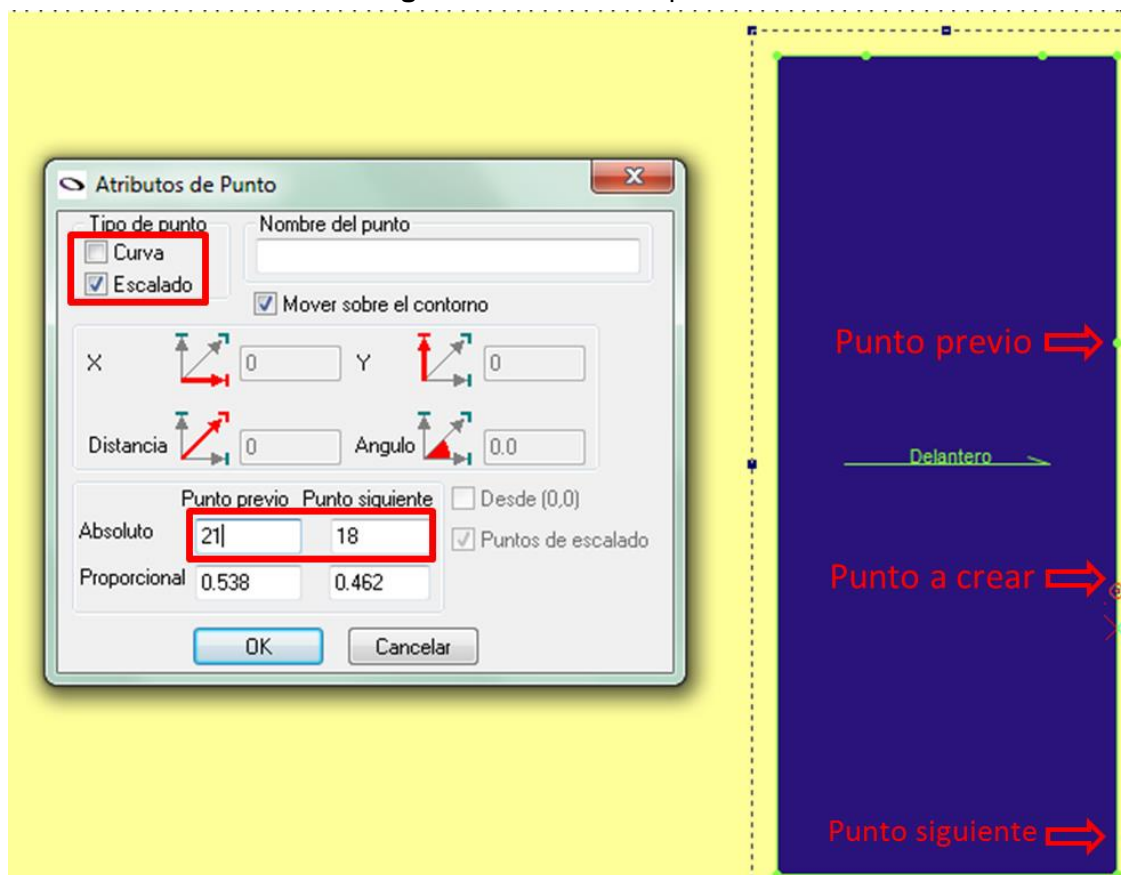 Atributos de Punto
Tipo de punto
Curva
Escalado
Nombre del punto
Mover sobre el contorno
X 0 Y 0
Distancia 0 Angulo 0.0
Punto previo Punto siguiente
Absoluto 21 18
Proporcional 0.538 0.462
Desde (0,0)
Puntos de escalado
OK Cancelar
Punto previo
Delantero
Punto a crear
Punto siguiente